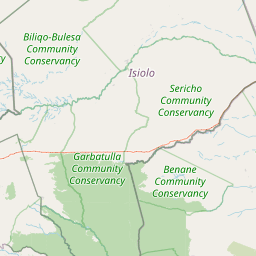 Biliqo-Bulesa
Community
Conservancy
Isiolo
Sericho
Community
Conservancy
Garbatulla
Community
Conservancy
Benane
Community
Conservancy